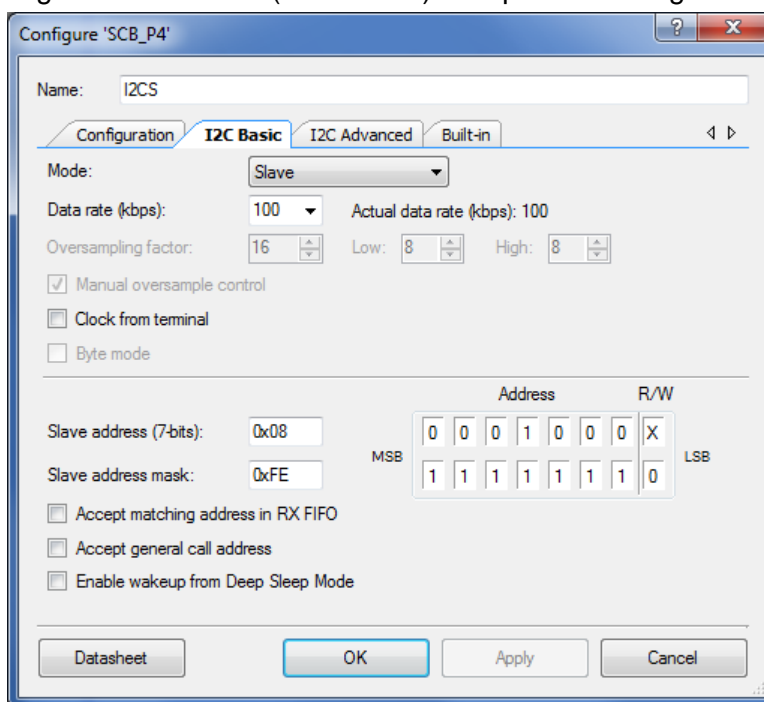 Configure 'SCB_P4'
Name: I2CS
Configuration I2C Basic I2C Advanced Built-in
Mode: Slave
Data rate (kbps): 100 Actual data rate (kbps): 100
Oversampling factor: 16 Low: 8 High: 8
Manual oversample control
Clock from terminal
Byte mode
Address R/W
Slave address (7-bits): 0x08 0 0 0 1 0 0 0 X
MSB LSB
Slave address mask: 0xFE 1 1 1 1 1 1 1 0
Accept matching address in RX FIFO
Accept general call address
Enable wakeup from Deep Sleep Mode
Datasheet OK Apply Cancel